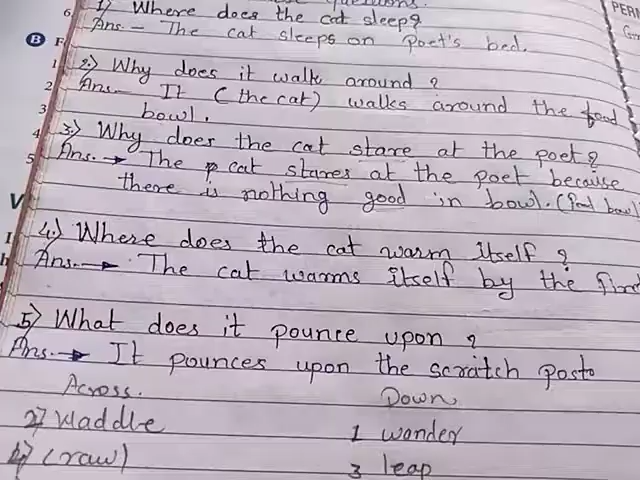 1) Where does the cat sleep?
Ans. - The cat sleeps on Poet's bed.
2.) Why does it walk around ?
Ans. It (the cat) walks around the food
bowl.
3.) Why does the cat stare at the poet?
Ans. → The cat stares at the poet because
there is nothing good in bowl. (food bowl)
4.) Where does the cat warm itself ?
Ans. → The cat warms itself by the
5) What does it pounce upon ?
Ans. → It pounces upon the scratch post
Across. Down
2) Waddle 1 wander
4) (raw) 3 leap